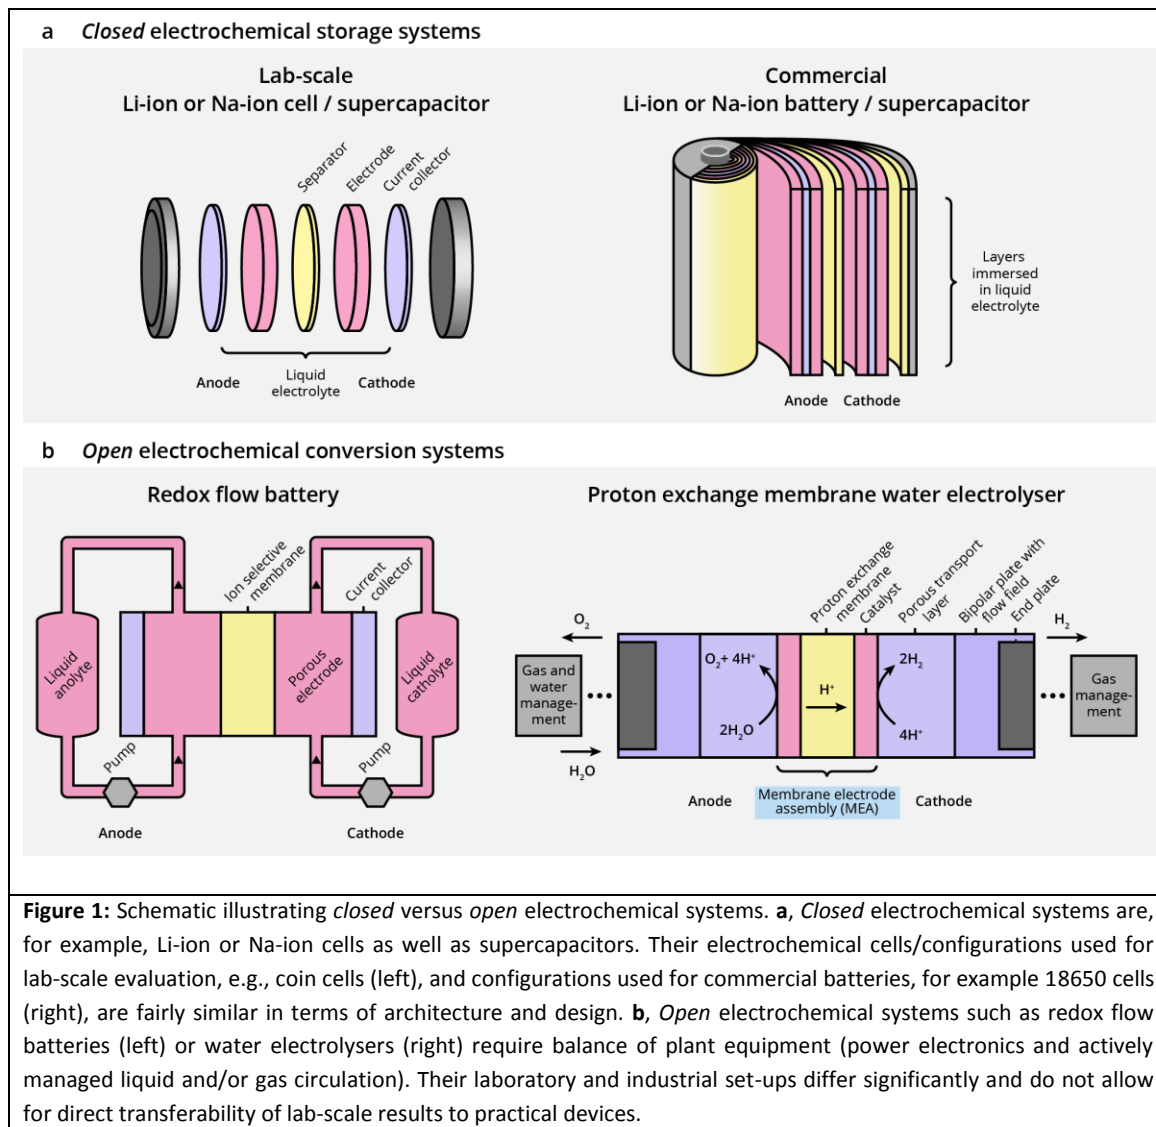 a Closed electrochemical storage systems
Lab-scale
Li-ion or Na-ion cell / supercapacitor
Separator
Electrode
Current
collector
Anode
Liquid
electrolyte
Cathode
Commercial
Li-ion or Na-ion battery / supercapacitor
Layers
immersed
in liquid
electrolyte
Anode
Cathode
b Open electrochemical conversion systems
Redox flow battery
Ion selective
membrane
Current
collector
Liquid
anolyte
Porous
electrode
Liquid
catholyte
Pump
Pump
Anode
Cathode
Proton exchange membrane water electrolyser
Proton exchange
membrane
Catalyst
Porous transport
layer
Bipolar plate with
flow field
End plate
O₂
H₂
Gas and
water
manage-
ment
O₂+ 4H⁺
2H₂O
H⁺
2H₂
4H⁺
Gas
manage-
ment
H₂O
Anode
Membrane electrode
assembly (MEA)
Cathode
Figure 1: Schematic illustrating closed versus open electrochemical systems. a, Closed electrochemical systems are,
for example, Li-ion or Na-ion cells as well as supercapacitors. Their electrochemical cells/configurations used for
lab-scale evaluation, e.g., coin cells (left), and configurations used for commercial batteries, for example 18650 cells
(right), are fairly similar in terms of architecture and design. b, Open electrochemical systems such as redox flow
batteries (left) or water electrolysers (right) require balance of plant equipment (power electronics and actively
managed liquid and/or gas circulation). Their laboratory and industrial set-ups differ significantly and do not allow
for direct transferability of lab-scale results to practical devices.